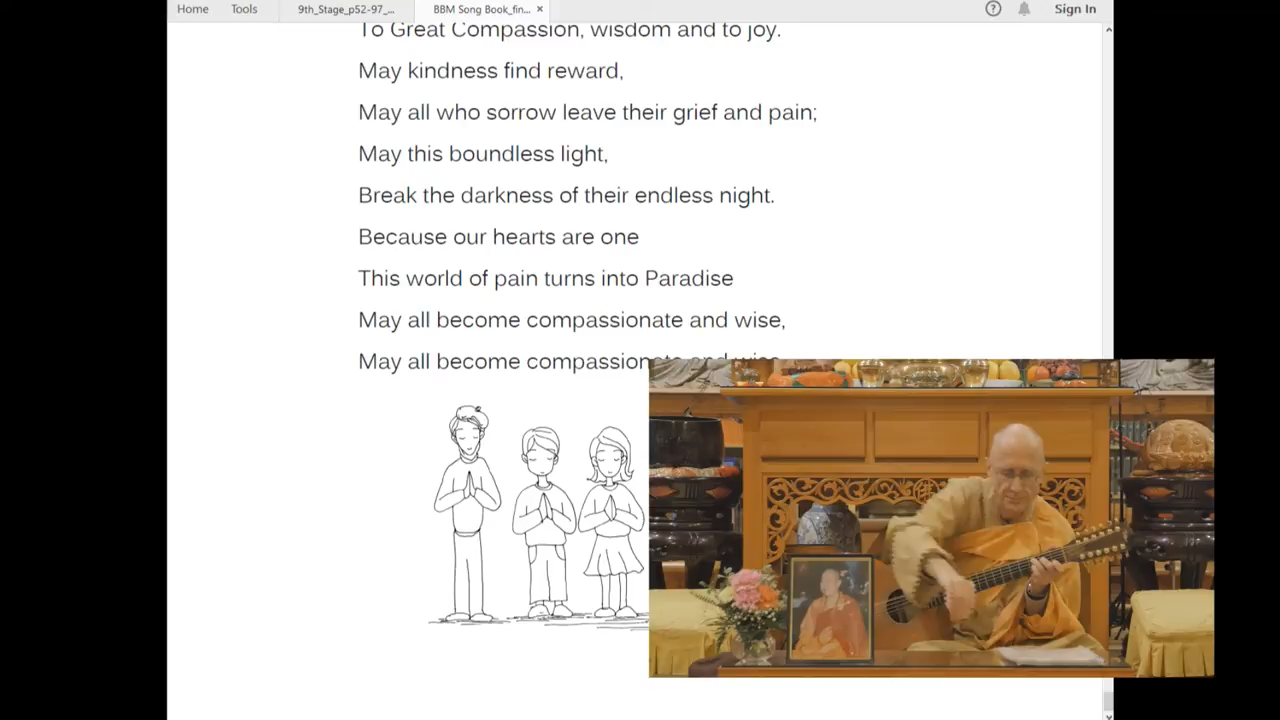 Home Tools 9th_Stage_p52-97_... BBM Song Book_fin... × ? Sign In
To Great Compassion, wisdom and to joy.
May kindness find reward,
May all who sorrow leave their grief and pain;
May this boundless light,
Break the darkness of their endless night.
Because our hearts are one
This world of pain turns into Paradise
May all become compassionate and wise,
May all become compassionate and wise